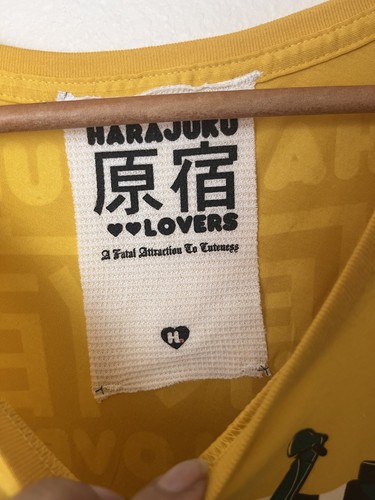 HARAJUKU
原宿
♥♥LOVERS
A Fatal Attraction To Cuteness
H.